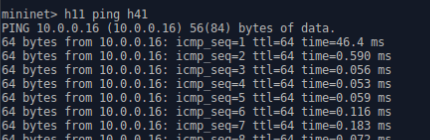 mininet> h11 ping h41
PING 10.0.0.16 (10.0.0.16) 56(84) bytes of data.
64 bytes from 10.0.0.16: icmp_seq=1 ttl=64 time=46.4 ms
64 bytes from 10.0.0.16: icmp_seq=2 ttl=64 time=0.590 ms
64 bytes from 10.0.0.16: icmp_seq=3 ttl=64 time=0.056 ms
64 bytes from 10.0.0.16: icmp_seq=4 ttl=64 time=0.053 ms
64 bytes from 10.0.0.16: icmp_seq=5 ttl=64 time=0.059 ms
64 bytes from 10.0.0.16: icmp_seq=6 ttl=64 time=0.116 ms
64 bytes from 10.0.0.16: icmp_seq=7 ttl=64 time=0.183 ms
64 bytes from 10.0.0.16: icmp_seq=8 ttl=64